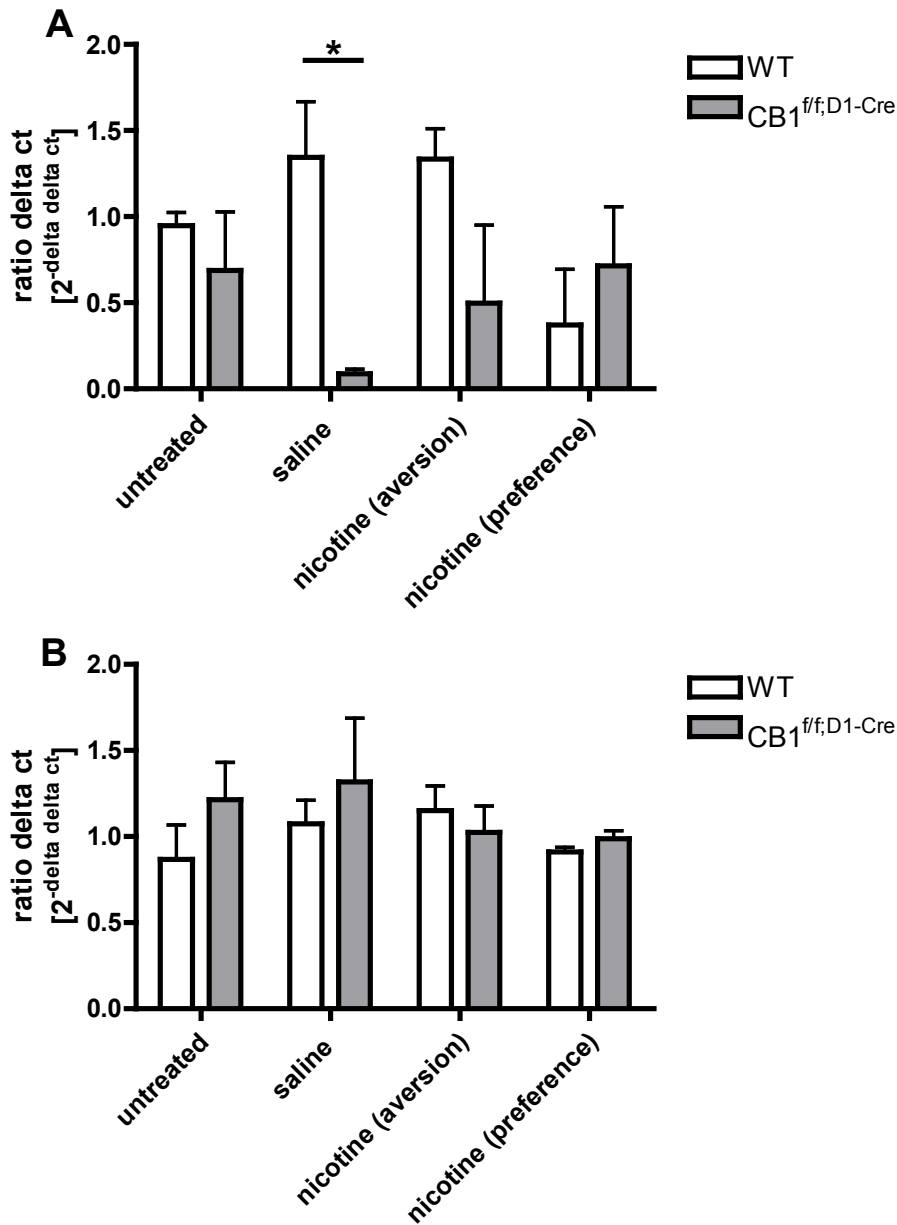 A
2.0
1.5
1.0
0.5
0.0
ratio delta ct
[2^-delta delta ct]
*
WT
CB1^f/f;D1-Cre
untreated
saline
nicotine (aversion)
nicotine (preference)
B
2.0
1.5
1.0
0.5
0.0
ratio delta ct
[2^-delta delta ct]
WT
CB1^f/f;D1-Cre
untreated
saline
nicotine (aversion)
nicotine (preference)